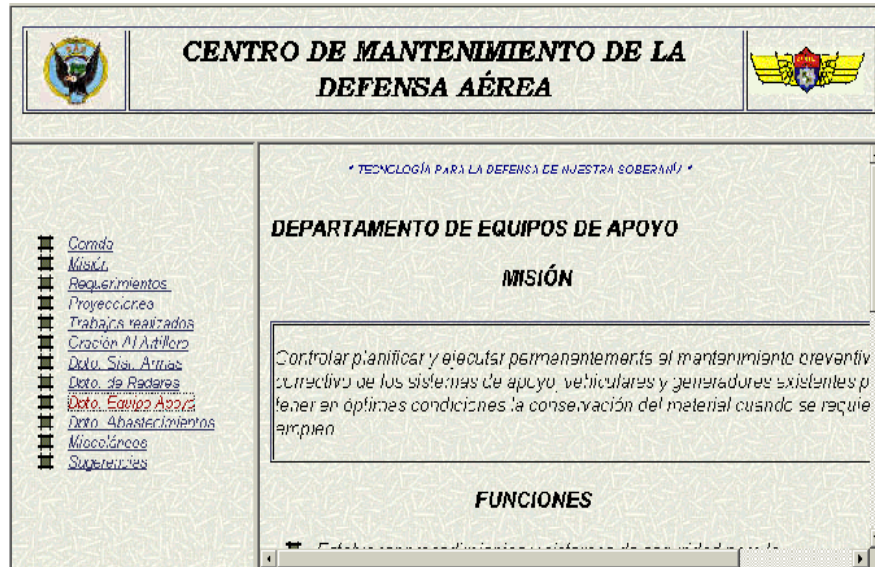 CENTRO DE MANTENIMIENTO DE LA
DEFENSA AÉREA
* TECNOLOGÍA PARA LA DEFENSA DE NUESTRA SOBERANÍA *
DEPARTAMENTO DE EQUIPOS DE APOYO
MISIÓN
Controlar planificar y ejecutar permanentemente el mantenimiento preventiv
correctivo de los sistemas de apoyo, vehiculares y generadores existentes p
tener en óptimas condiciones la conservación del material cuando se requie
empleo
FUNCIONES
Comda
Misión
Requerimientos
Proyecciones
Trabajos realizados
Oración Al Artillero
Dpto. Sist. Armas
Dpto. de Radares
Dpto. Equipo Apoyo
Dpto. Abastecimientos
Misceláneos
Sugerencias